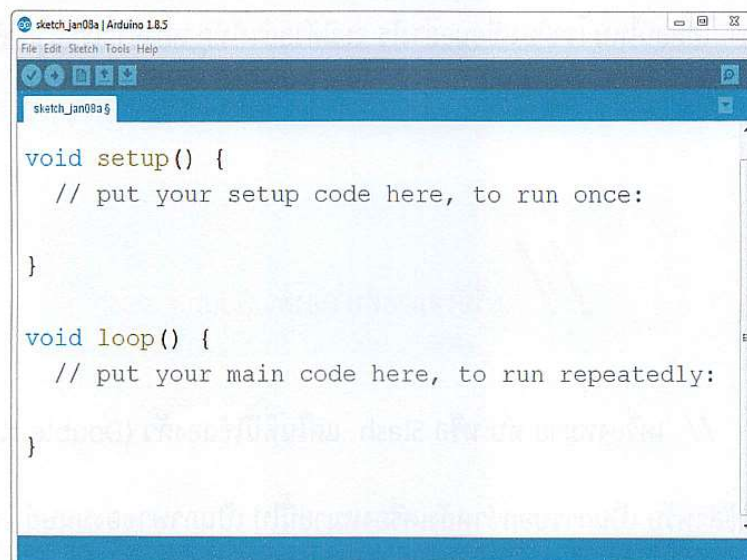 sketch_jan08a | Arduino 1.8.5
File Edit Sketch Tools Help
sketch_jan08a §
void setup() {
// put your setup code here, to run once:
}
void loop() {
// put your main code here, to run repeatedly:
}